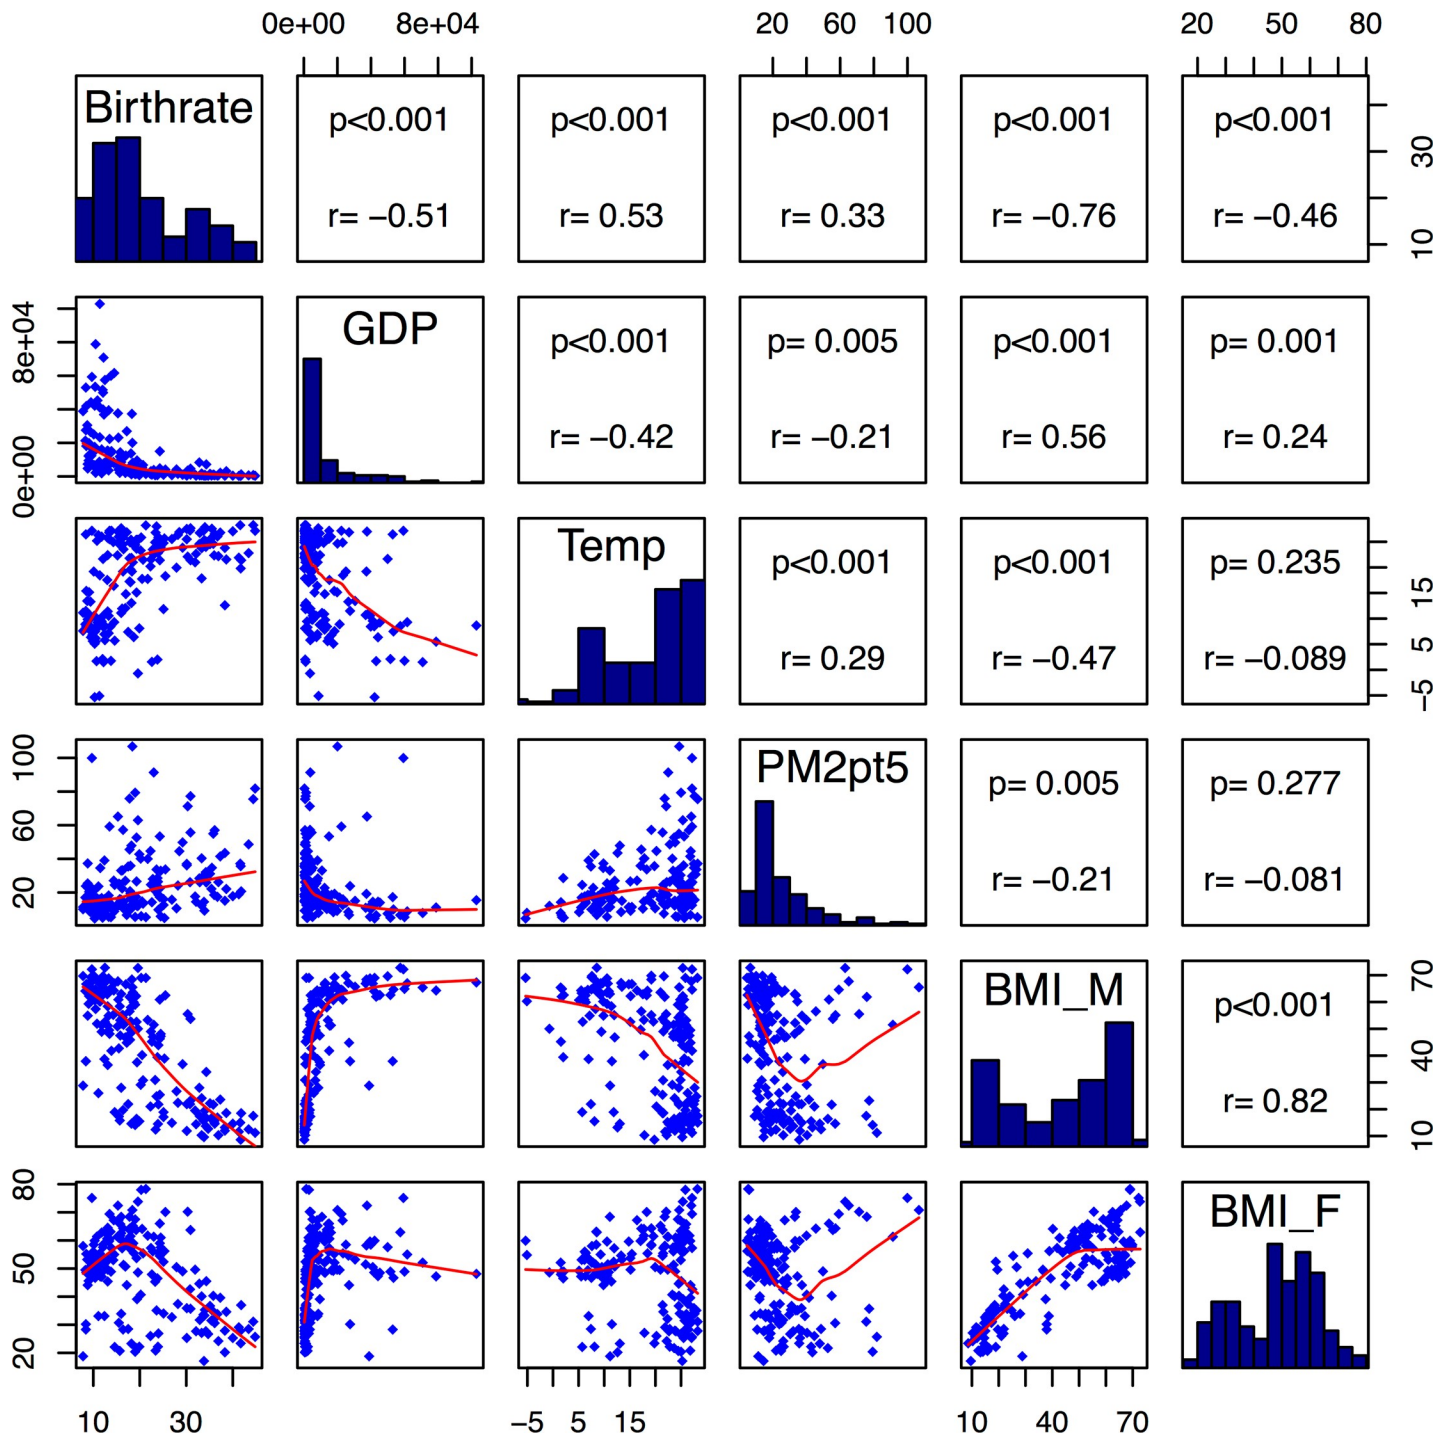 0e+00 8e+04 20 60 100 20 50 80
Birthrate p<0.001 p<0.001 p<0.001 p<0.001 p<0.001
r= −0.51 r= 0.53 r= 0.33 r= −0.76 r= −0.46
10 30
0e+00 8e+04
GDP p<0.001 p= 0.005 p<0.001 p= 0.001
r= −0.42 r= −0.21 r= 0.56 r= 0.24
Temp p<0.001 p<0.001 p= 0.235
r= 0.29 r= −0.47 r= −0.089
−5 5 15
20 60 100
PM2pt5 p= 0.005 p= 0.277
r= −0.21 r= −0.081
BMI_M p<0.001
r= 0.82
10 40 70
20 50 80
BMI_F
10 30 −5 5 15 10 40 70